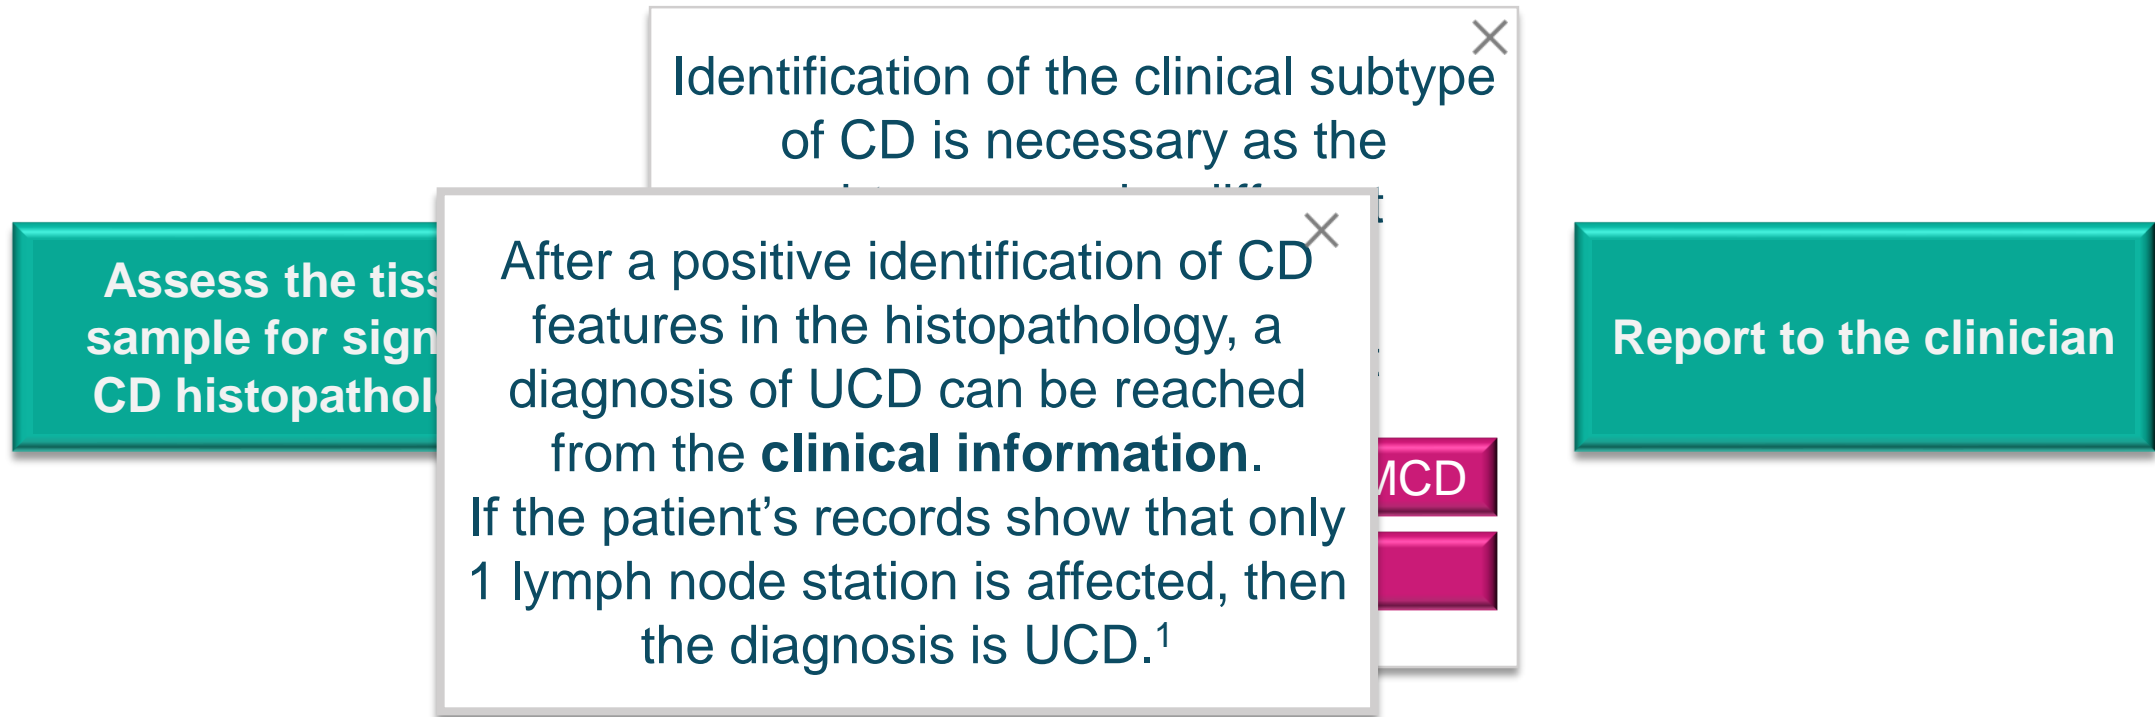 Identification of the clinical subtype
of CD is necessary as the
Assess the
sample for
CD
After a positive identification of CD
features in the histopathology, a
diagnosis of UCD can be reached
from the clinical information.
If the patient’s records show that only
1 lymph node station is affected, then
the diagnosis is UCD.1
MCD
Report to the clinician